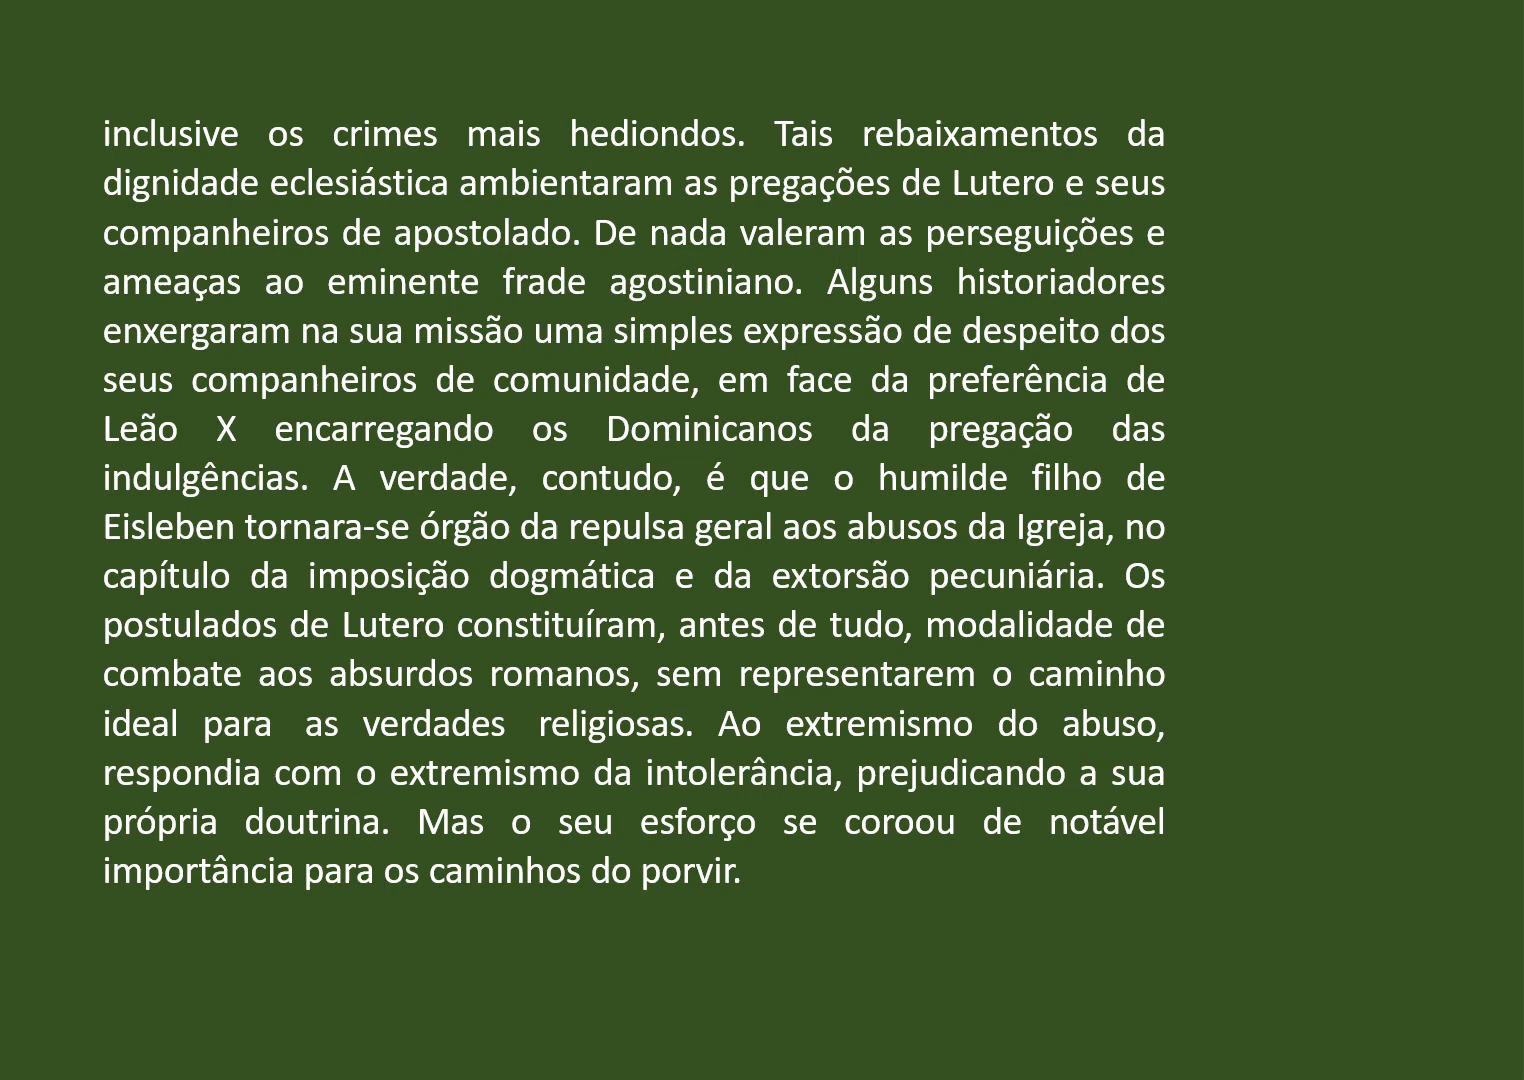 inclusive os crimes mais hediondos. Tais rebaixamentos da
dignidade eclesiástica ambientaram as pregações de Lutero e seus
companheiros de apostolado. De nada valeram as perseguições e
ameaças ao eminente frade agostiniano. Alguns historiadores
enxergaram na sua missão uma simples expressão de despeito dos
seus companheiros de comunidade, em face da preferência de
Leão X encarregando os Dominicanos da pregação das
indulgências. A verdade, contudo, é que o humilde filho de
Eisleben tornara-se órgão da repulsa geral aos abusos da Igreja, no
capítulo da imposição dogmática e da extorsão pecuniária. Os
postulados de Lutero constituíram, antes de tudo, modalidade de
combate aos absurdos romanos, sem representarem o caminho
ideal para as verdades religiosas. Ao extremismo do abuso,
respondia com o extremismo da intolerância, prejudicando a sua
própria doutrina. Mas o seu esforço se coroou de notável
importância para os caminhos do porvir.